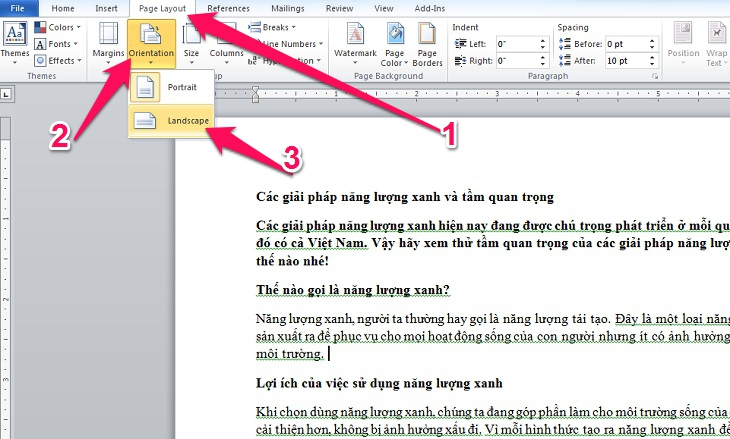 File Home Insert Page Layout References Mailings Review View Add-Ins
Colors Breaks Indent Spacing
Aa Fonts Line Numbers Left: 0" Before: 0 pt
Themes Effects Margins Orientation Size Columns Watermark Page Color Page Borders Right: 0" After: 10 pt Position Wrap Text
Themes Page Background Paragraph
Portrait
Landscape
1
2
3
Các giải pháp năng lượng xanh và tầm quan trọng
Các giải pháp năng lượng xanh hiện nay đang được chú trọng phát triển ở mỗi qu
đó có cả Việt Nam. Vậy hãy xem thử tầm quan trọng của các giải pháp năng lượ
thế nào nhé!
Thế nào gọi là năng lượng xanh?
Năng lượng xanh, người ta thường hay gọi là năng lượng tái tạo. Đây là một loại năng
sản xuất ra để phục vụ cho mọi hoạt động sống của con người nhưng ít có ảnh hưởng
môi trường.
Lợi ích của việc sử dụng năng lượng xanh
Khi chọn dùng năng lượng xanh, chúng ta đang góp phần làm cho môi trường sống của
cải thiện hơn, không bị ảnh hưởng xấu đi. Vì mỗi hình thức tạo ra năng lượng xanh để